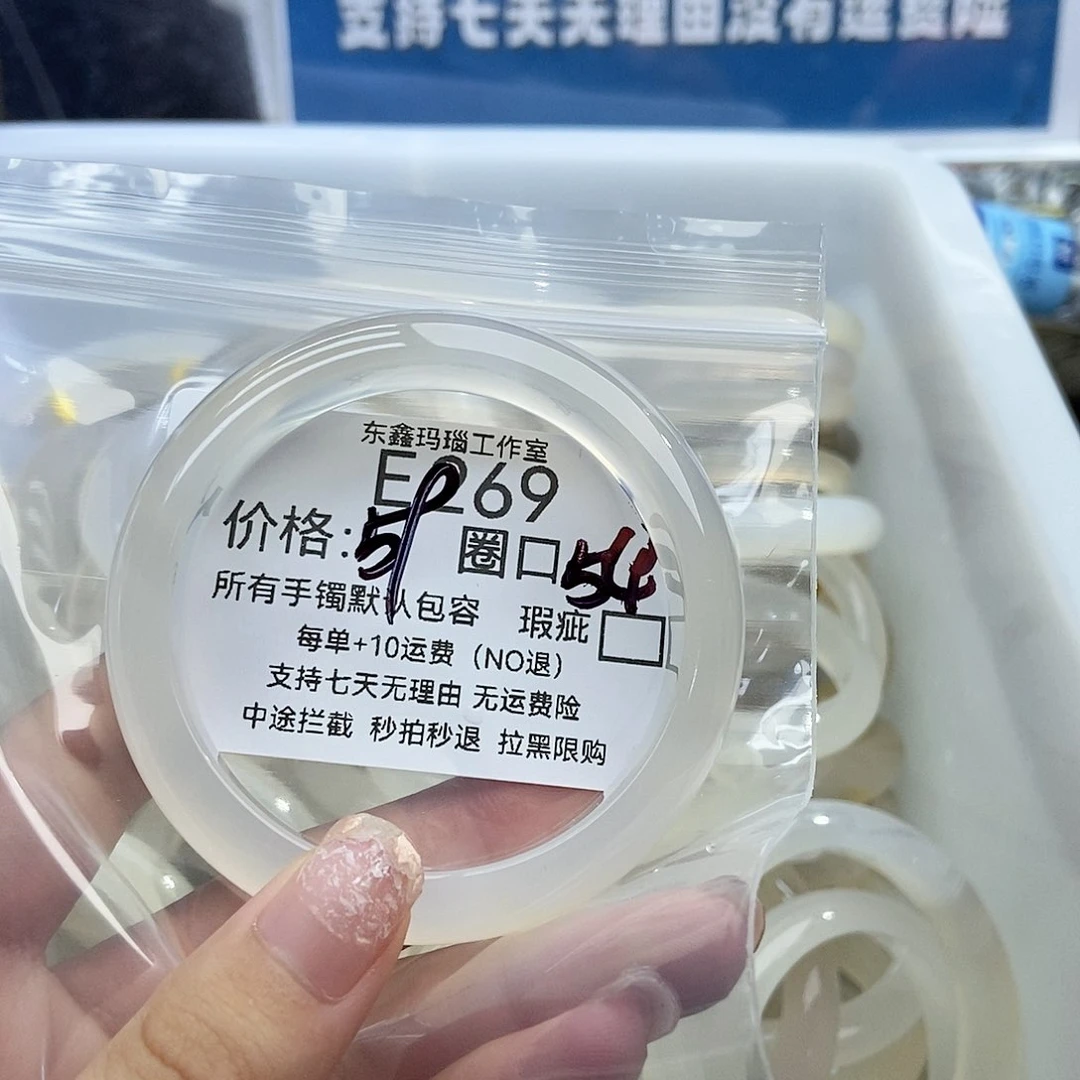 支持七天无理由没有运费险
东鑫玛瑙工作室
E269
价格:59 圈口54
所有手镯默认包容 瑕疵
每单+10运费（NO退）
支持七天无理由 无运费险
中途拦截 秒拍秒退 拉黑限购